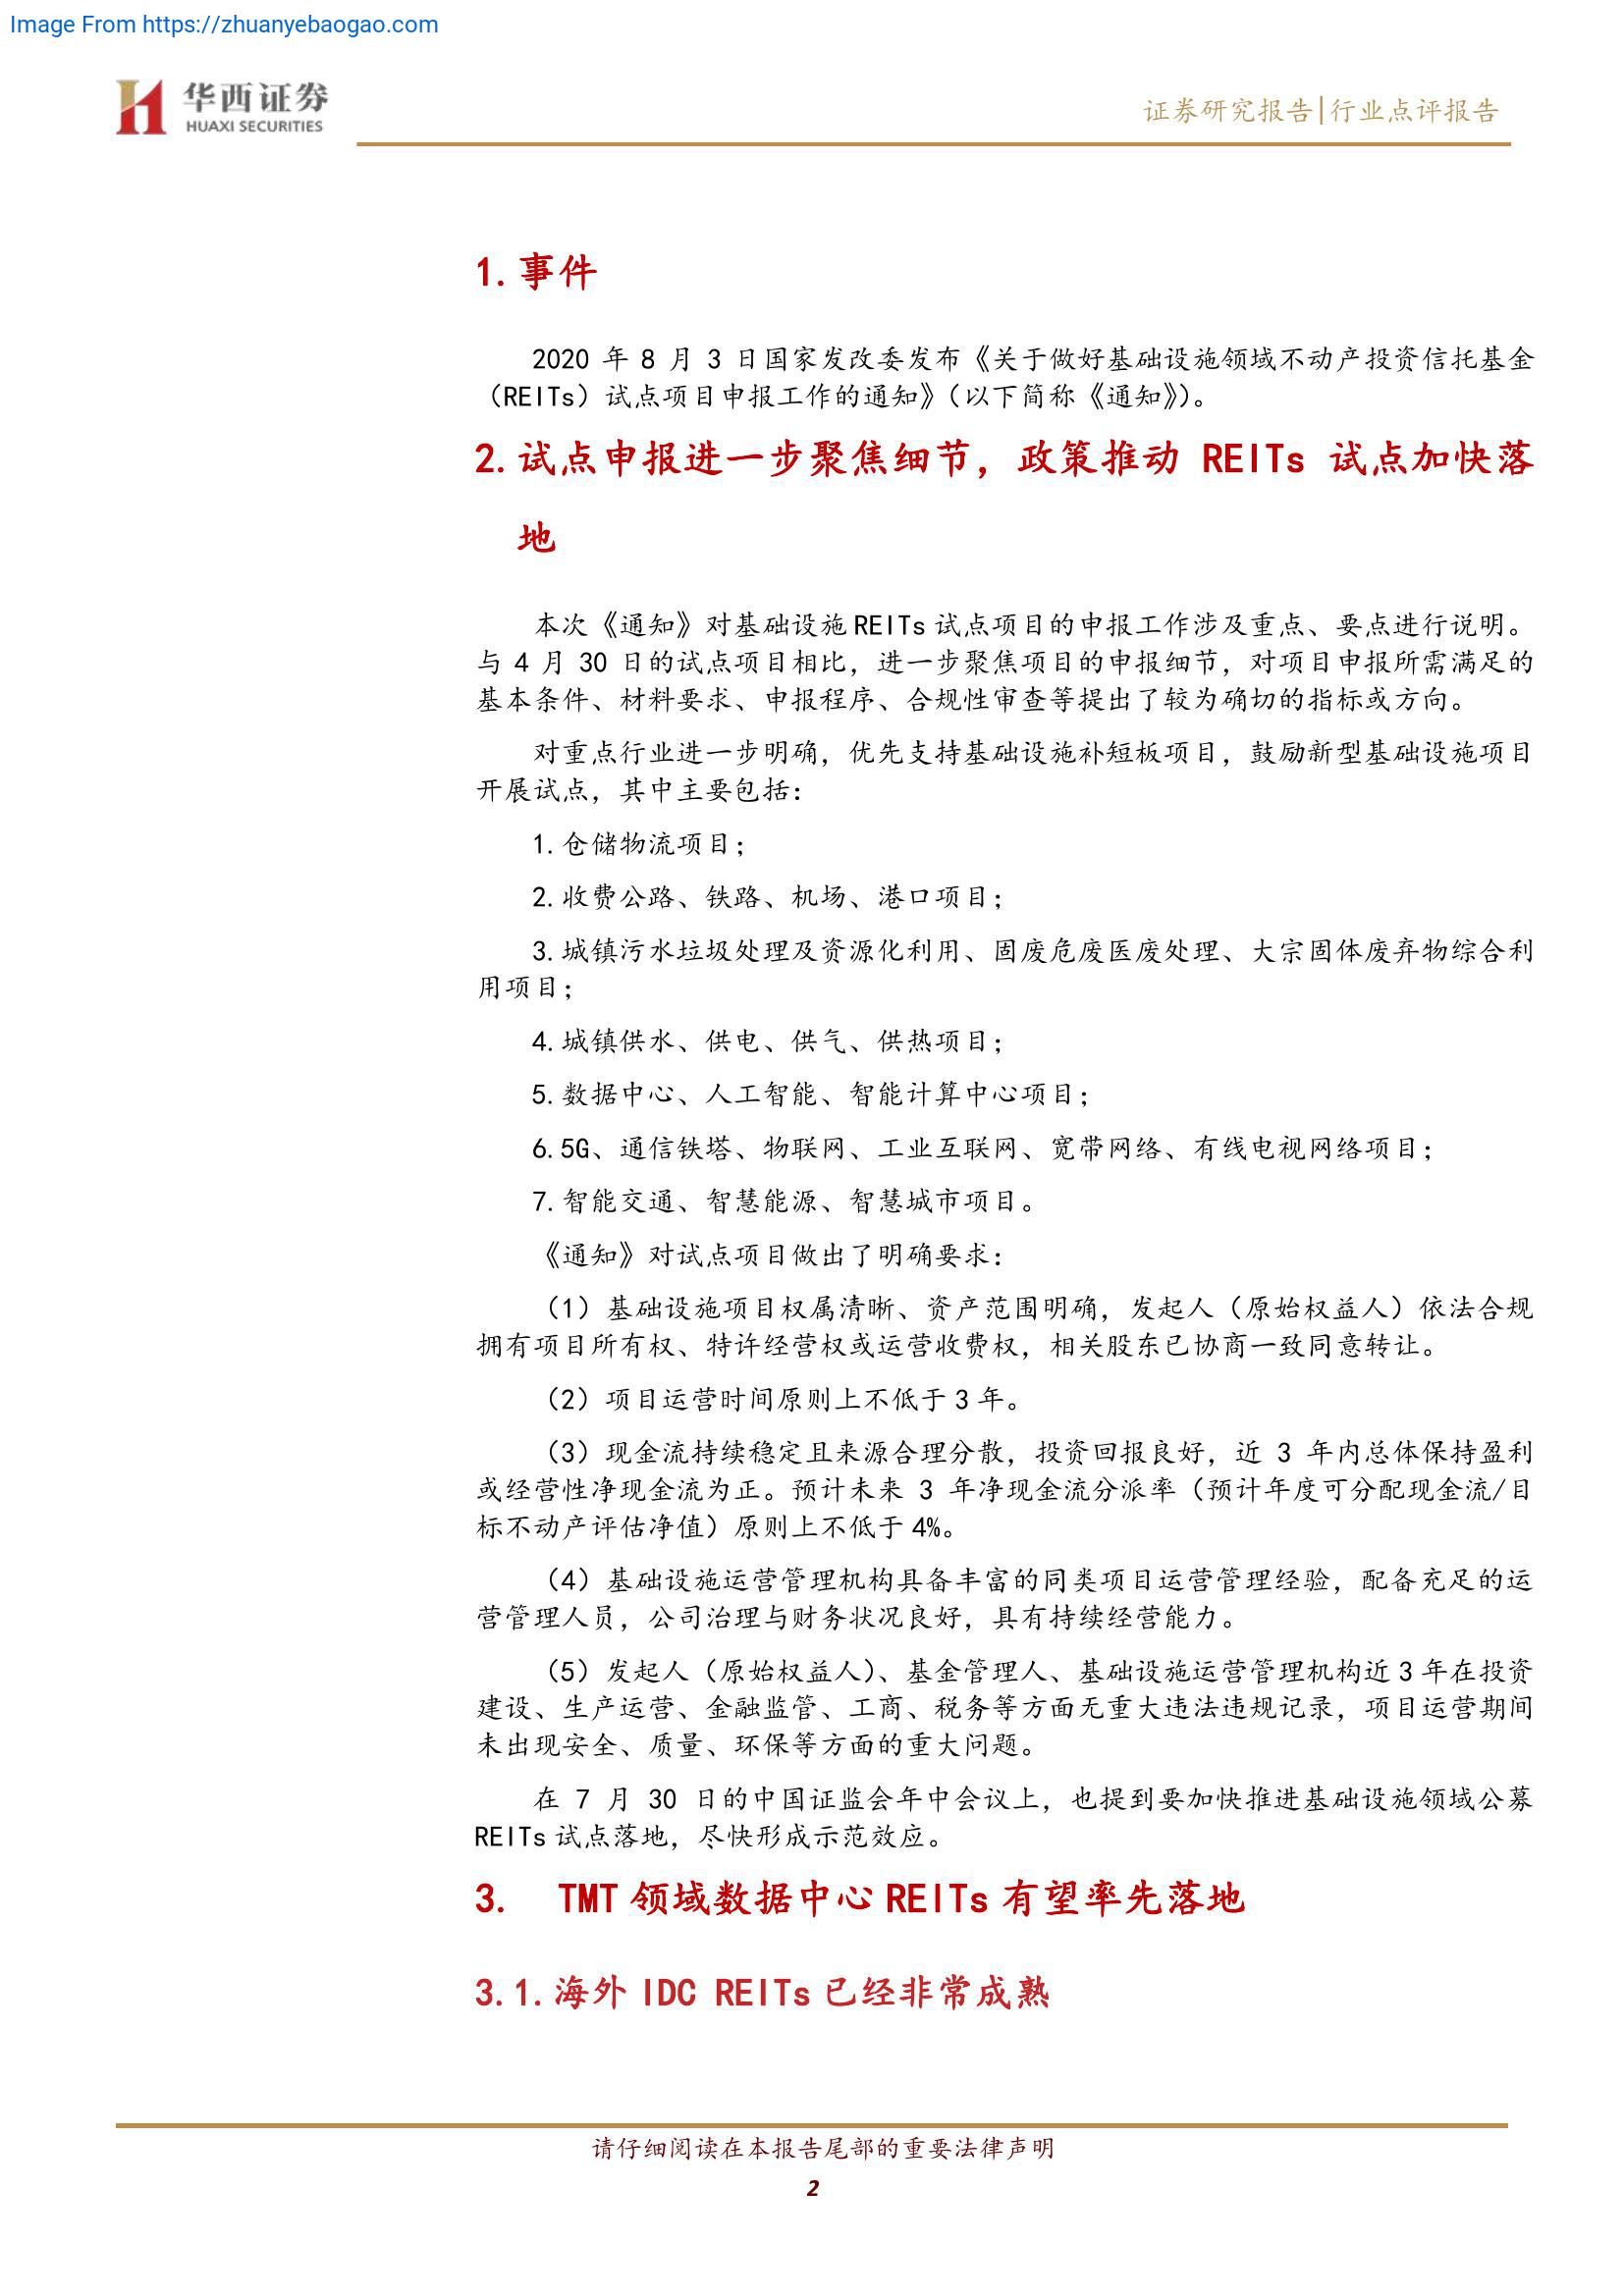 Image From https://zhuanyebaogao.com
华西证券
HUAXI SECURITIES
证券研究报告|行业点评报告
1.事件
2020 年 8 月 3 日国家发改委发布《关于做好基础设施领域不动产投资信托基金
（REITs）试点项目申报工作的通知》（以下简称《通知》）。
2.试点申报进一步聚焦细节，政策推动 REITs 试点加快落
地
本次《通知》对基础设施REITs试点项目的申报工作涉及重点、要点进行说明。
与 4 月 30 日的试点项目相比，进一步聚焦项目的申报细节，对项目申报所需满足的
基本条件、材料要求、申报程序、合规性审查等提出了较为确切的指标或方向。
对重点行业进一步明确，优先支持基础设施补短板项目，鼓励新型基础设施项目
开展试点，其中主要包括：
1.仓储物流项目；
2.收费公路、铁路、机场、港口项目；
3.城镇污水垃圾处理及资源化利用、固废危废医废处理、大宗固体废弃物综合利
用项目；
4.城镇供水、供电、供气、供热项目；
5.数据中心、人工智能、智能计算中心项目；
6.5G、通信铁塔、物联网、工业互联网、宽带网络、有线电视网络项目；
7.智能交通、智慧能源、智慧城市项目。
《通知》对试点项目做出了明确要求：
（1）基础设施项目权属清晰、资产范围明确，发起人（原始权益人）依法合规
拥有项目所有权、特许经营权或运营收费权，相关股东已协商一致同意转让。
（2）项目运营时间原则上不低于3年。
（3）现金流持续稳定且来源合理分散，投资回报良好，近 3 年内总体保持盈利
或经营性净现金流为正。预计未来 3 年净现金流分派率（预计年度可分配现金流/目
标不动产评估净值）原则上不低于4%。
（4）基础设施运营管理机构具备丰富的同类项目运营管理经验，配备充足的运
营管理人员，公司治理与财务状况良好，具有持续经营能力。
（5）发起人（原始权益人）、基金管理人、基础设施运营管理机构近3年在投资
建设、生产运营、金融监管、工商、税务等方面无重大违法违规记录，项目运营期间
未出现安全、质量、环保等方面的重大问题。
在 7 月 30 日的中国证监会年中会议上，也提到要加快推进基础设施领域公募
REITs试点落地，尽快形成示范效应。
3. TMT领域数据中心REITs有望率先落地
3.1.海外 IDC REITs已经非常成熟
请仔细阅读在本报告尾部的重要法律声明
2